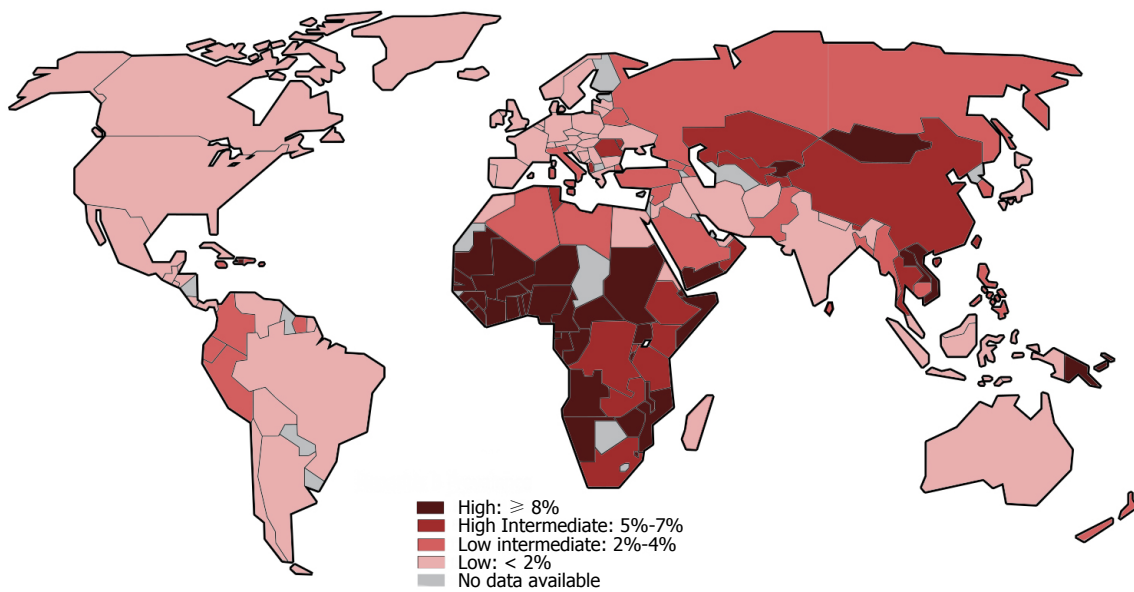 High: ≥ 8%
High Intermediate: 5%-7%
Low intermediate: 2%-4%
Low: < 2%
No data available